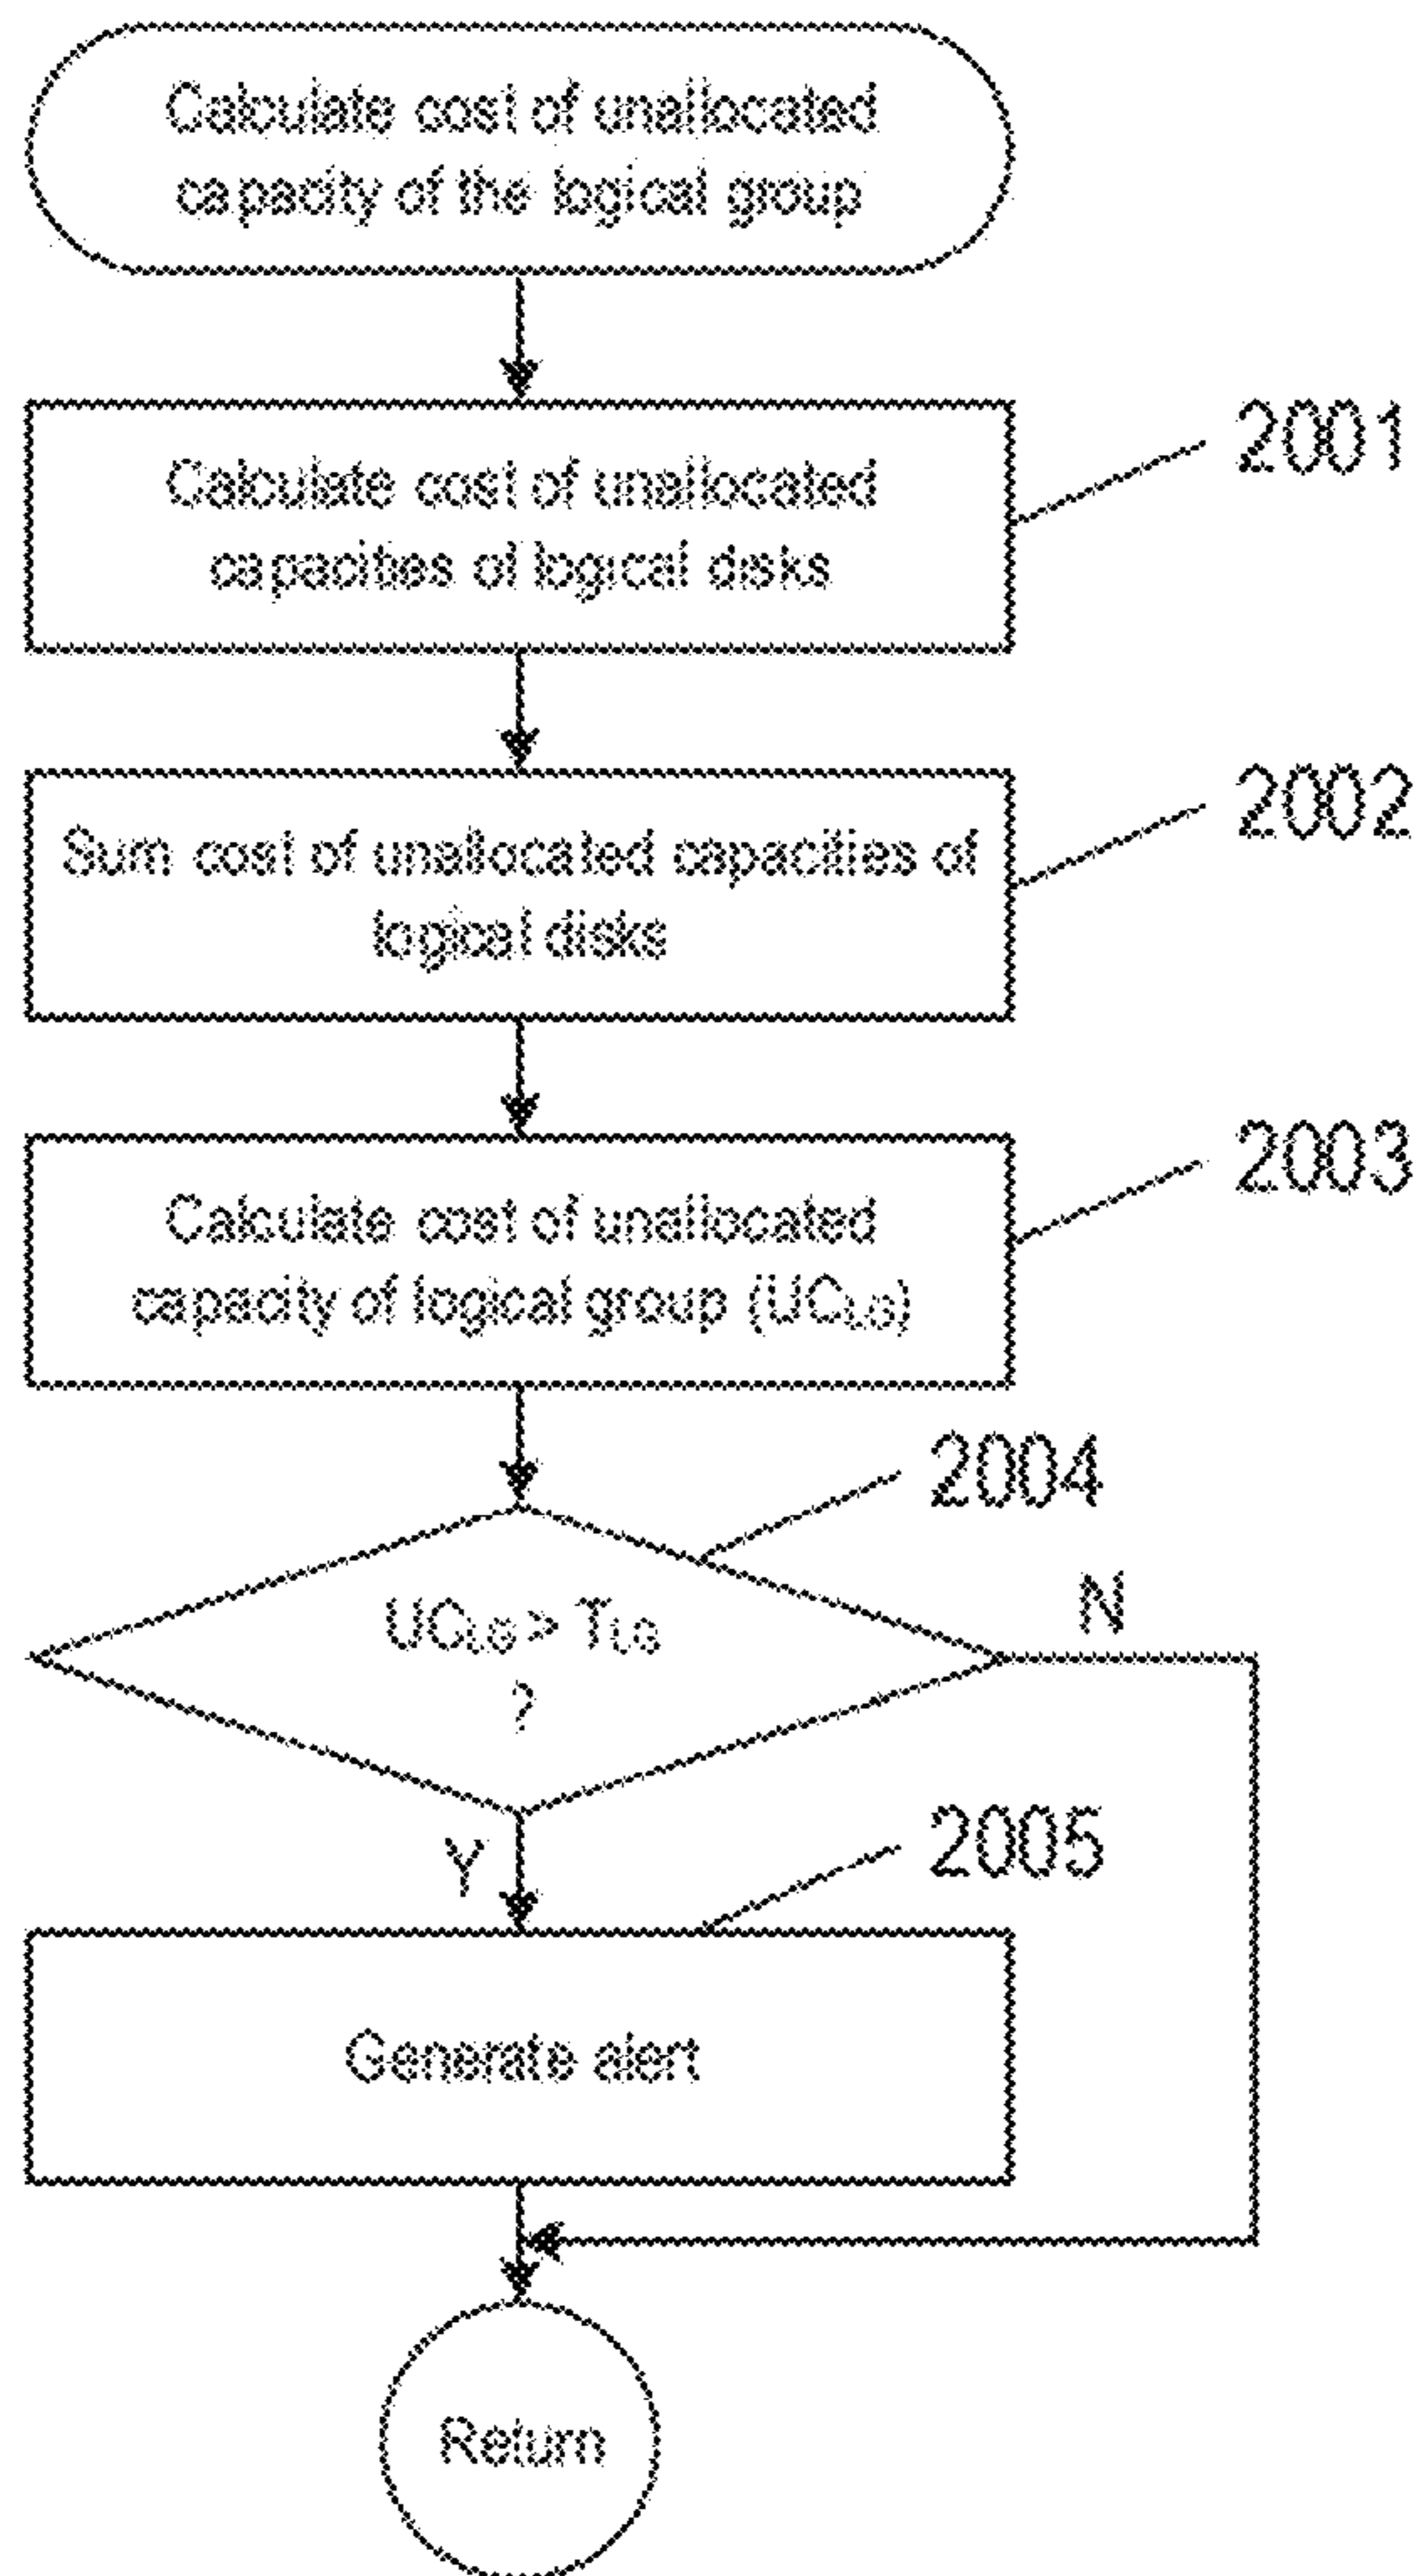 Calculate cost of unallocated
capacity of the logical group
Calculate cost of unallocated
capacities of logical disks
2001
Sum cost of unallocated capacities of
logical disks
2002
Calculate cost of unallocated
capacity of logical group (UCLG)
2003
2004
UCLG > TLG
?
N
Y
2005
Generate alert
Return